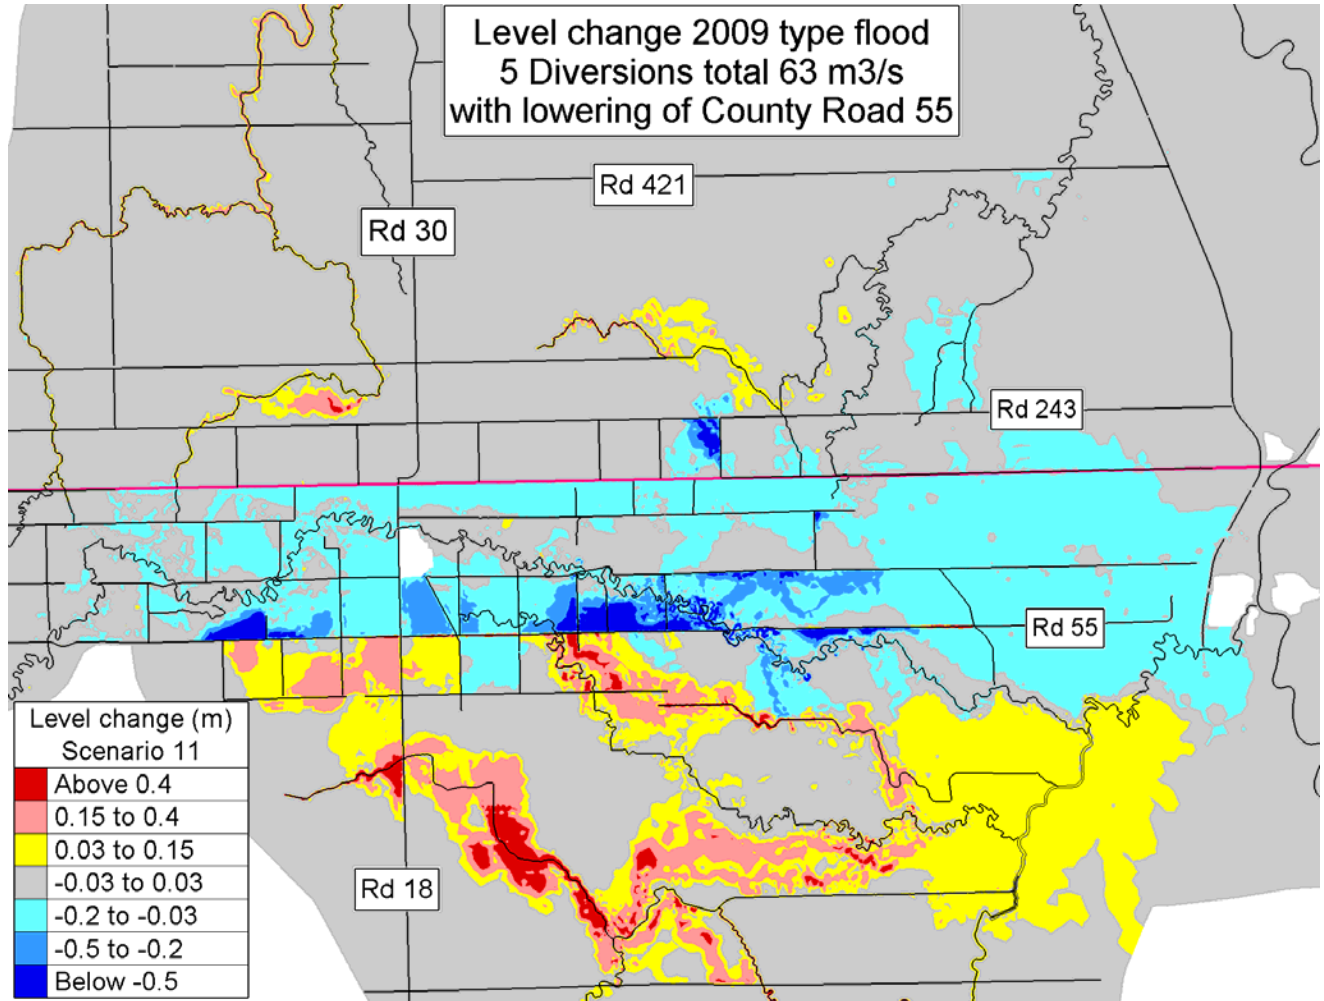 Level change 2009 type flood
5 Diversions total 63 m3/s
with lowering of County Road 55
Rd 421
Rd 30
Rd 243
Rd 55
Rd 18
Level change (m)
Scenario 11
Above 0.4
0.15 to 0.4
0.03 to 0.15
-0.03 to 0.03
-0.2 to -0.03
-0.5 to -0.2
Below -0.5